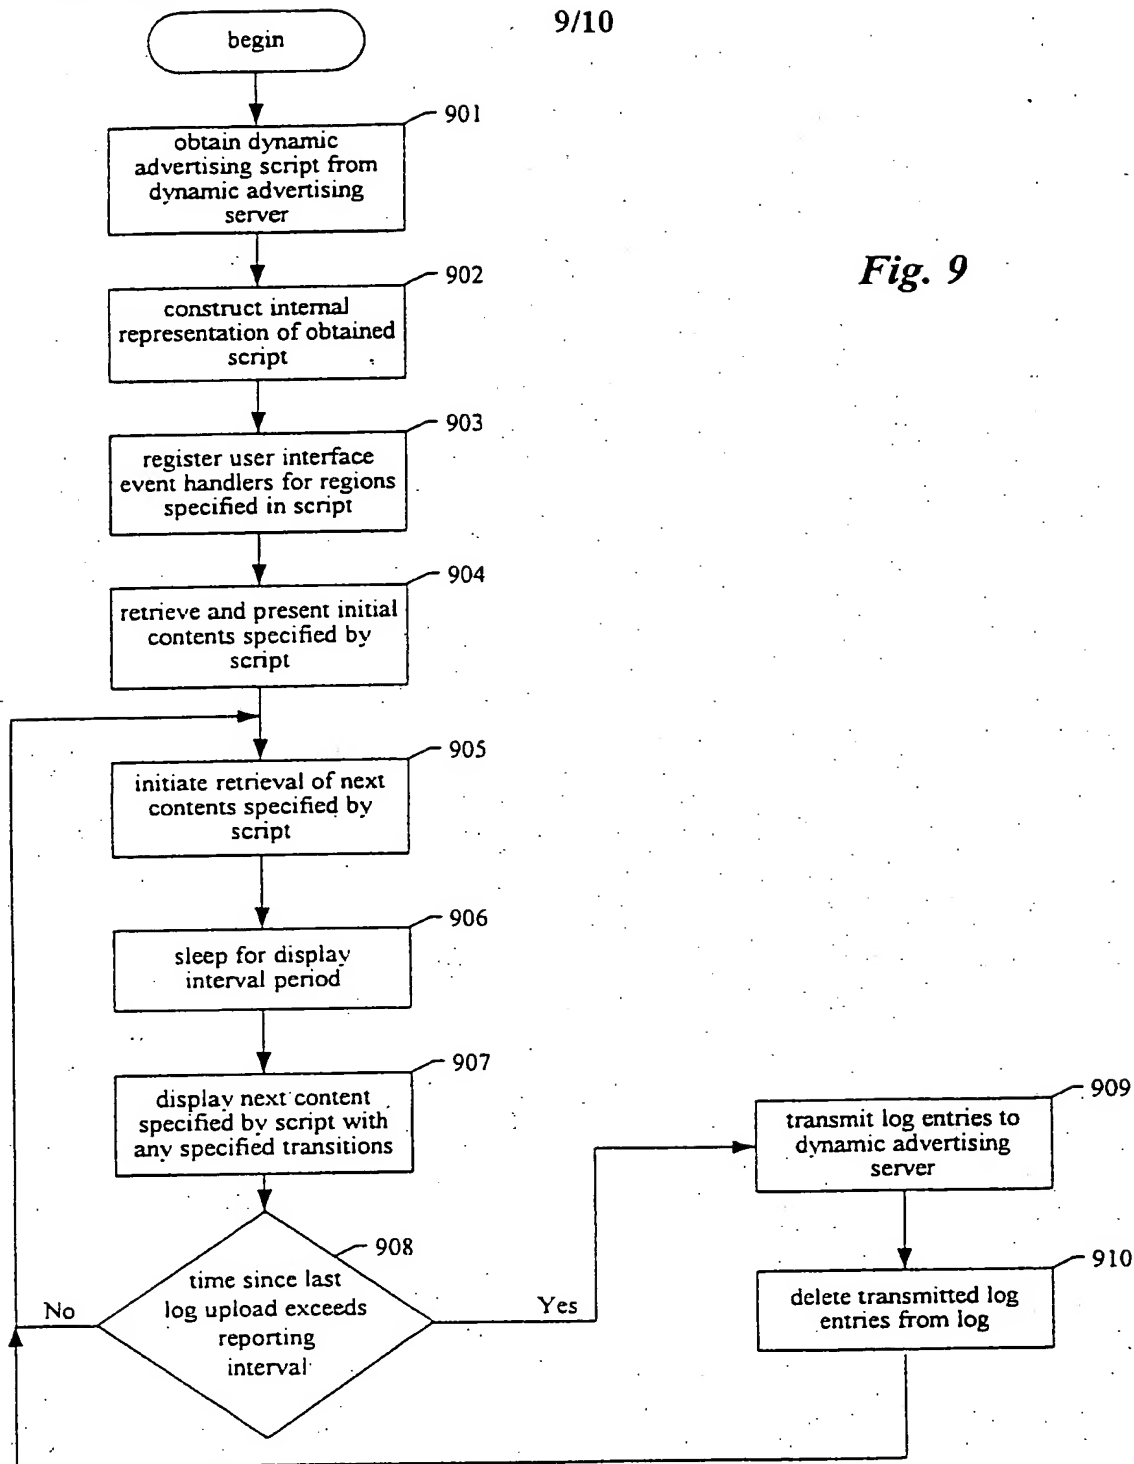 9/10
begin
901
obtain dynamic
advertising script from
dynamic advertising
server
Fig. 9
902
construct internal
representation of obtained
script
903
register user interface
event handlers for regions
specified in script
904
retrieve and present initial
contents specified by
script
905
initiate retrieval of next
contents specified by
script
906
sleep for display
interval period
907
display next content
specified by script with
any specified transitions
908
time since last
log upload exceeds
reporting
interval
No
Yes
909
transmit log entries to
dynamic advertising
server
910
delete transmitted log
entries from log